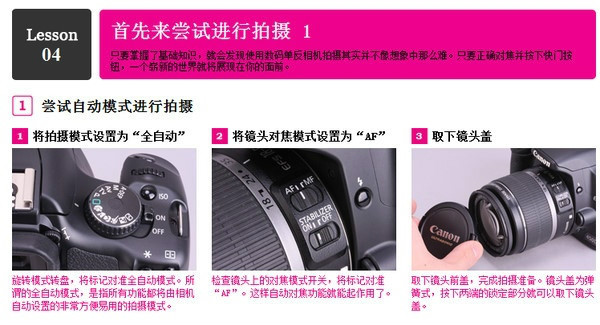 Lesson
04
首先来尝试进行拍摄 1
只要掌握了基础知识，就会发现使用数码单反相机拍摄其实并不像想象中那么难。只要正确对焦并按下快门按
钮，一个崭新的世界就将展现在你的面前。
1 尝试自动模式进行拍摄
1 将拍摄模式设置为“全自动”
ISO
ON
OFF
旋转模式转盘，将标记对准全自动模式。所
谓的全自动模式，是指所有功能都将由相机
自动设置的非常方便易用的拍摄模式。
2 将镜头对焦模式设置为“AF”
18 24
AF MF
STABILIZER
ON OFF
检查镜头上的对焦模式开关，将标记对准
“AF”。这样自动对焦功能就能起作用了。
3 取下镜头盖
Canon
Canon
取下镜头前盖，完成拍摄准备。镜头盖为弹
簧式，按下两端的锁定部分就可以取下镜头
盖。